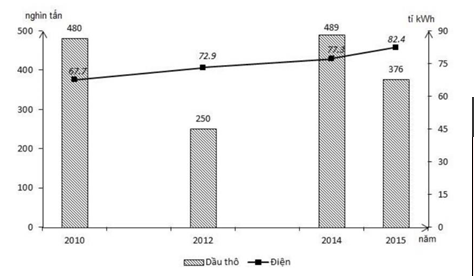 nghìn tấn
tỉ kWh
500 480 489 90
67.7 72.9 77.3 82.4
400 376 75
300 250 60
45
200 30
100 15
0 0
2010 2012 2014 2015 năm
Dầu thô Điện